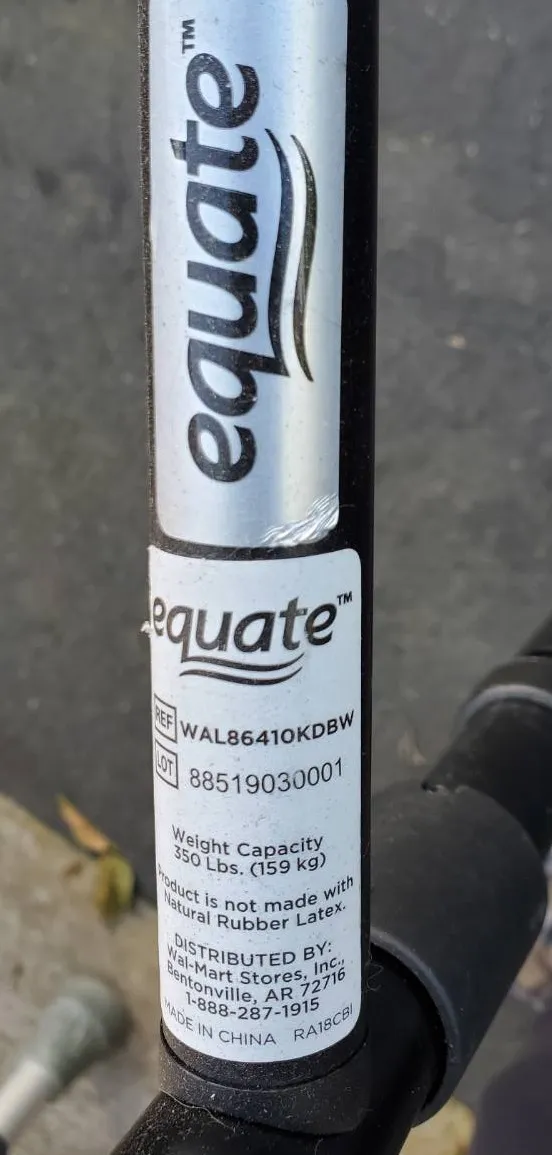 equate™
equate™
REF WAL86410KDBW
LOT 88519030001
Weight Capacity
350 Lbs. (159 kg)
Product is not made with
Natural Rubber Latex.
DISTRIBUTED BY:
Wal-Mart Stores, Inc.,
Bentonville, AR 72716
1-888-287-1915
MADE IN CHINA RA18CBI